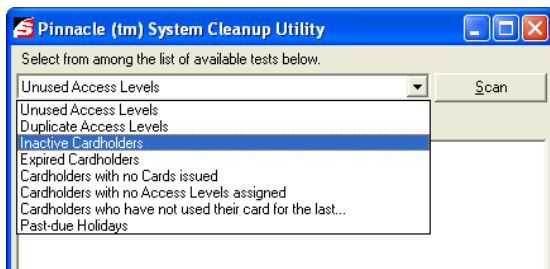 Pinnacle (tm) System Cleanup Utility
Select from among the list of available tests below.
Unused Access Levels
Scan
Unused Access Levels
Duplicate Access Levels
Inactive Cardholders
Expired Cardholders
Cardholders with no Cards issued
Cardholders with no Access Levels assigned
Cardholders who have not used their card for the last...
Past-due Holidays